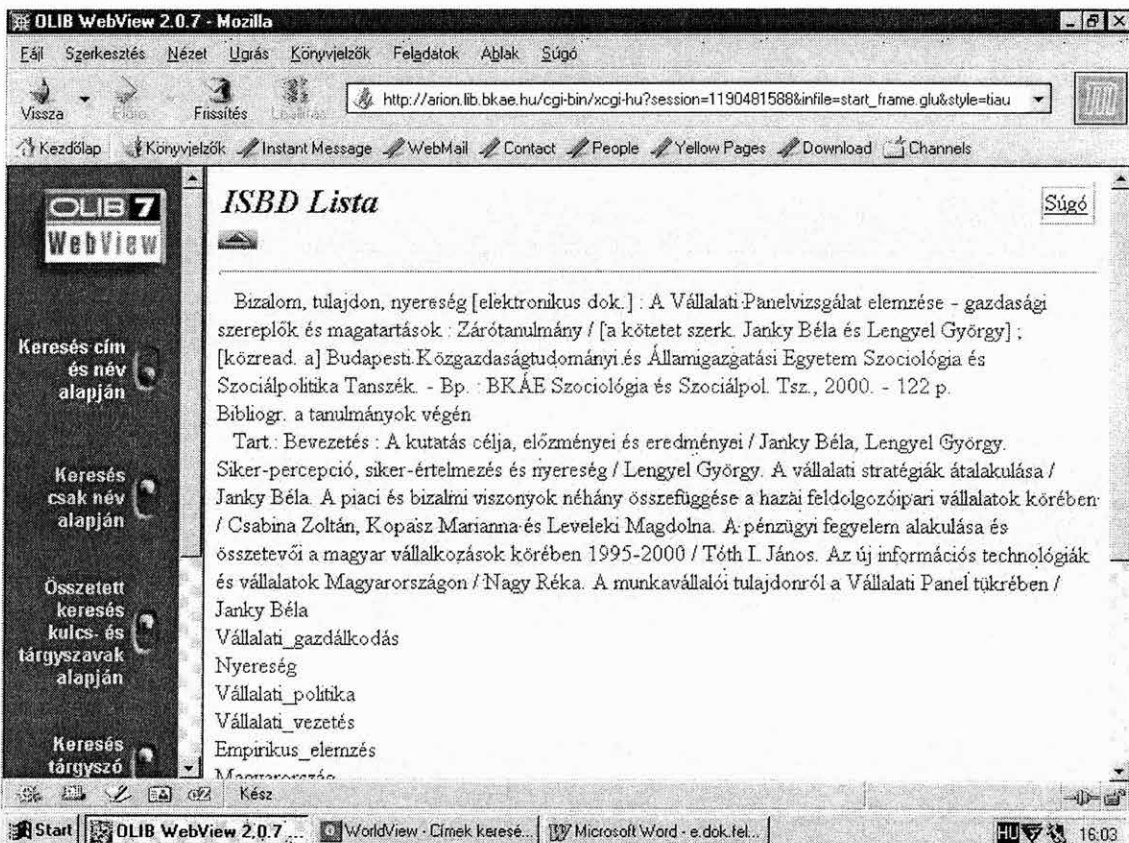 OLIB WebView 2.0.7 - Mozilla
Fájl Szerkesztés Nézet Ugrás Könyvjelzők Feladatok Ablak Súgó
http://arion.lib.bkae.hu/cgi-bin/xcgi-hu?session=1190481588&infile=start_frame.glu&style=tiau
Vissza Előre Frissítés Leállítás
Kezdőlap Könyvjelzők Instant Message WebMail Contact People Yellow Pages Download Channels
OLIB 7
WebView
Keresés cím
és név
alapján
Keresés
csak név
alapján
Összetett
keresés
kulcs- és
tárgyszavak
alapján
Keresés
tárgyszó
ISBD Lista
Súgó
Bizalom, tulajdon, nyereség [elektronikus dok.] : A Vállalati Panelvizsgálat elemzése - gazdasági
szereplők és magatartások : Zárótanulmány / [a kötetet szerk. Janky Béla és Lengyel György] ;
[közread. a] Budapesti Közgazdaságtudományi és Államigazgatási Egyetem Szociológia és
Szociálpolitika Tanszék. - Bp. : BKÁE Szociológia és Szociálpol. Tsz., 2000. - 122 p.
Bibliogr. a tanulmányok végén
Tart.: Bevezetés : A kutatás célja, előzményei és eredményei / Janky Béla, Lengyel György.
Siker-percepció, siker-értelmezés és nyereség / Lengyel György. A vállalati stratégiák átalakulása /
Janky Béla. A piaci és bizalmi viszonyok néhány összefüggése a hazai feldolgozóipari vállalatok körében
/ Csabina Zoltán, Kopasz Marianna és Leveleki Magdolna. A pénzügyi fegyelem alakulása és
összetevői a magyar vállalkozások körében 1995-2000 / Tóth I. János. Az új információs technológiák
és vállalatok Magyarországon / Nagy Réka. A munkavállalói tulajdonról a Vállalati Panel tükrében /
Janky Béla
Vállalati_gazdálkodás
Nyereség
Vállalati_politika
Vállalati_vezetés
Empirikus_elemzés
Magyarország
Kész
Start OLIB WebView 2.0.7 ... WorldView - Címek keresé... Microsoft Word - e.dok.fel... HU 16:03